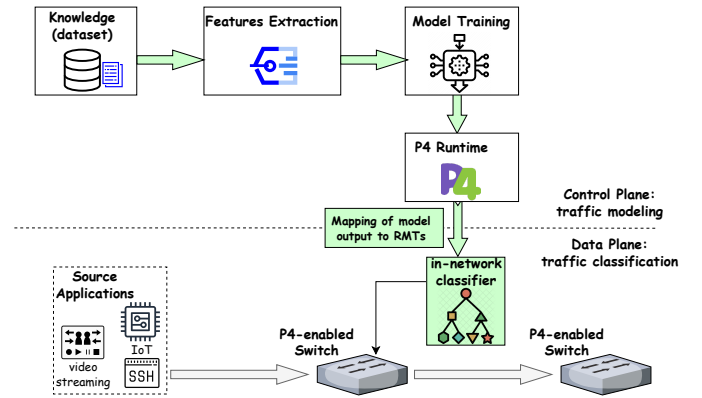 Knowledge
(dataset)
Features Extraction
Model Training
P4 Runtime
P4
Mapping of model
output to RMTs
Control Plane:
traffic modeling
Data Plane:
traffic classification
in-network
classifier
Source
Applications
IoT
video
streaming
SSH
P4-enabled
Switch
P4-enabled
Switch